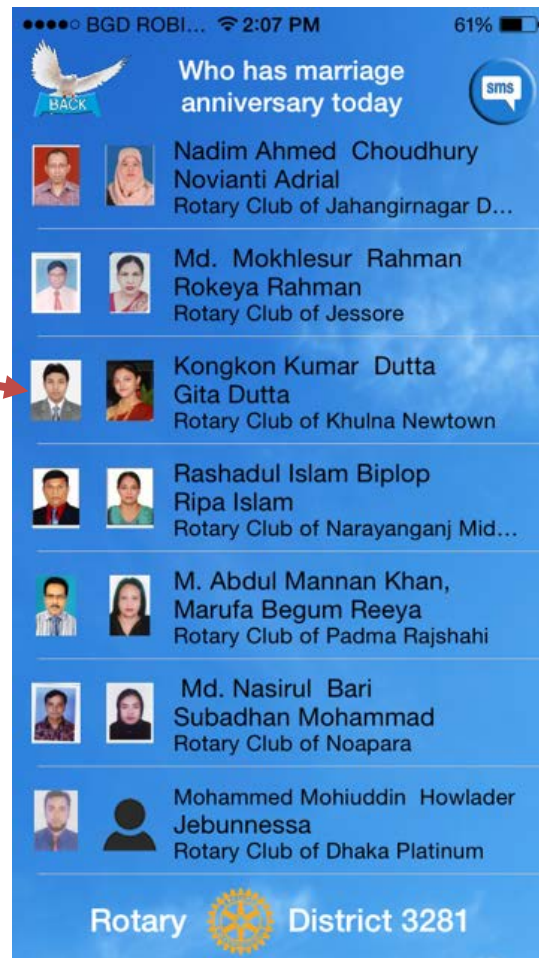 BGD ROBI... 2:07 PM 61%
BACK
Who has marriage
anniversary today
sms
Nadim Ahmed Choudhury
Novianti Adrial
Rotary Club of Jahangirnagar D...
Md. Mokhlesur Rahman
Rokeya Rahman
Rotary Club of Jessore
Kongkon Kumar Dutta
Gita Dutta
Rotary Club of Khulna Newtown
Rashadul Islam Biplop
Ripa Islam
Rotary Club of Narayanganj Mid...
M. Abdul Mannan Khan,
Marufa Begum Reeya
Rotary Club of Padma Rajshahi
Md. Nasirul Bari
Subadhan Mohammad
Rotary Club of Noapara
Mohammed Mohiuddin Howlader
Jebunnessa
Rotary Club of Dhaka Platinum
Rotary District 3281